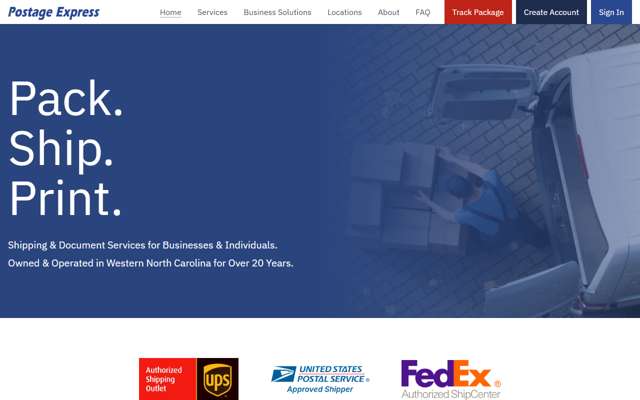 Postage Express
Home Services Business Solutions Locations About FAQ Track Package Create Account Sign In
Pack.
Ship.
Print.
Shipping & Document Services for Businesses & Individuals.
Owned & Operated in Western North Carolina for Over 20 Years.
Authorized
Shipping
Outlet
ups
UNITED STATES
POSTAL SERVICE®
Approved Shipper
FedEx®
Authorized ShipCenter